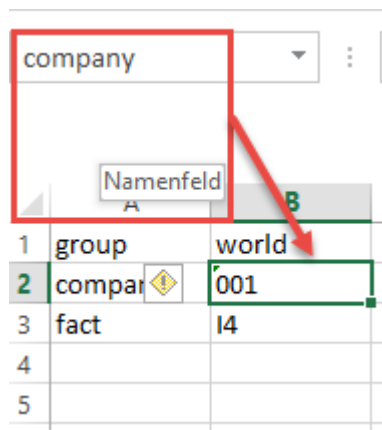 company
Namenfeld
A B
1 group world
2 compar 001
3 fact I4
4
5